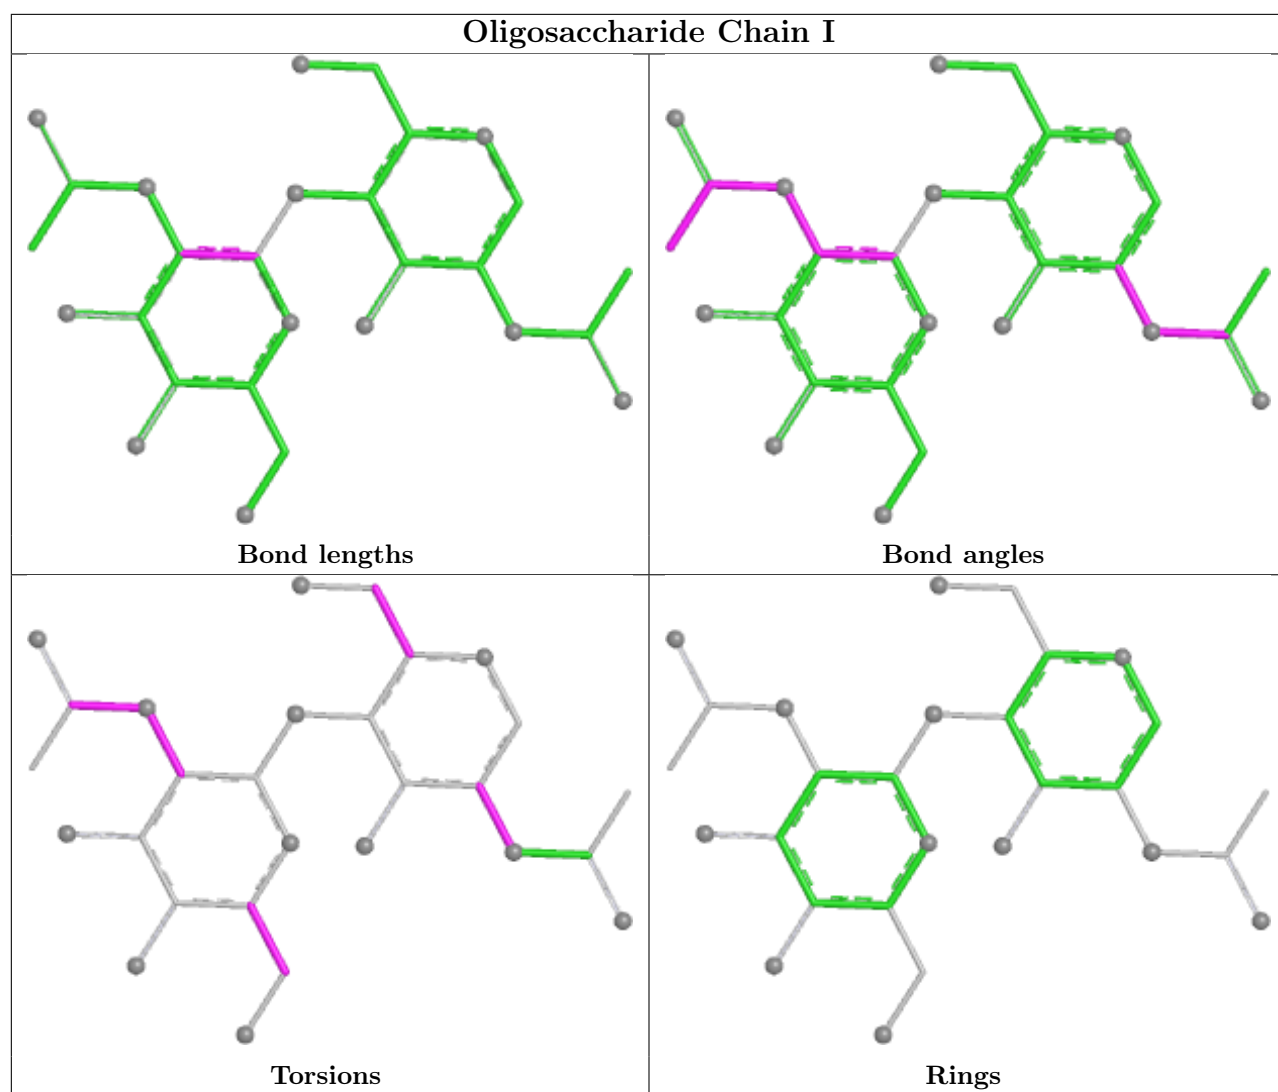 Oligosaccharide Chain I
Bond lengths
Bond angles
Torsions
Rings